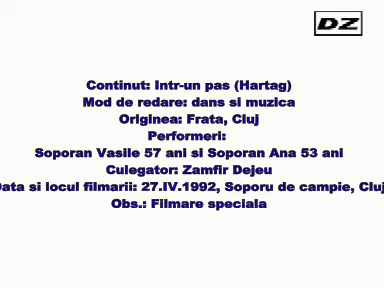 DZ
Continut: Intr-un pas (Hartag)
Mod de redare: dans si muzica
Originea: Frata, Cluj
Performeri:
Soporan Vasile 57 ani si Soporan Ana 53 ani
Culegator: Zamfir Dejeu
Data si locul filmarii: 27.IV.1992, Soporu de campie, Cluj
Obs.: Filmare speciala